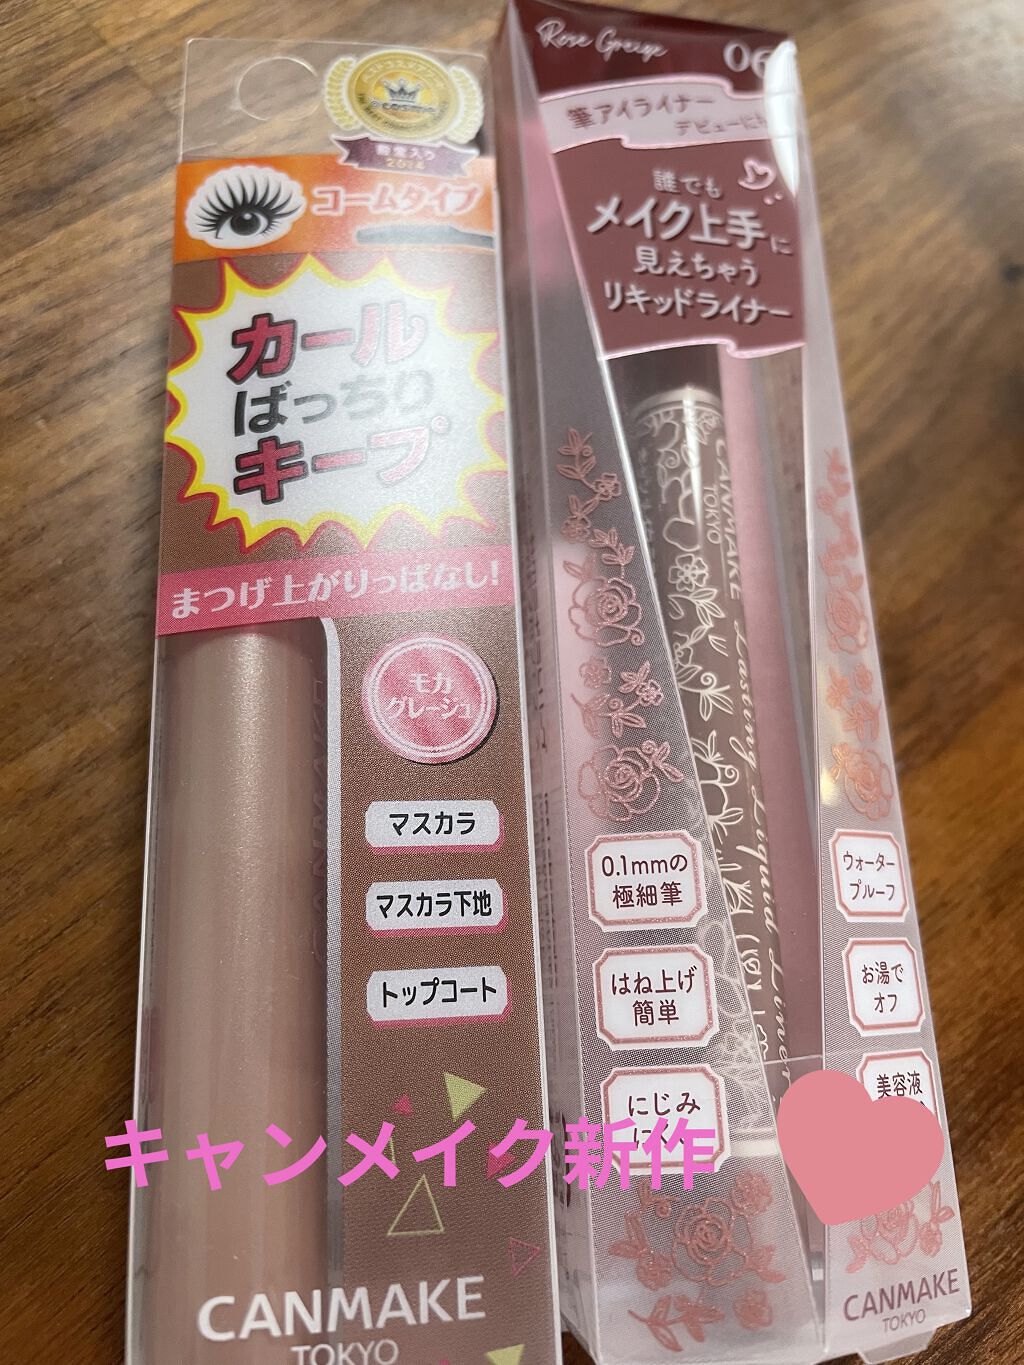 コームタイプ
カール
ばっちり
キープ
まつげ上がりっぱなし!
モカ
グレージュ
マスカラ
マスカラ下地
トップコート
CANMAKE
TOKYO
Rose Greige
06
筆アイライナー
誰でも
メイク上手に
見えちゃう
リキッドライナー
CANMAKE
TOKYO
Lasting Liquid Liner
0.1mmの
極細筆
はね上げ
簡単
にじみ
ウォーター
プルーフ
お湯で
オフ
美容液
CANMAKE
TOKYO
キャンメイク新作